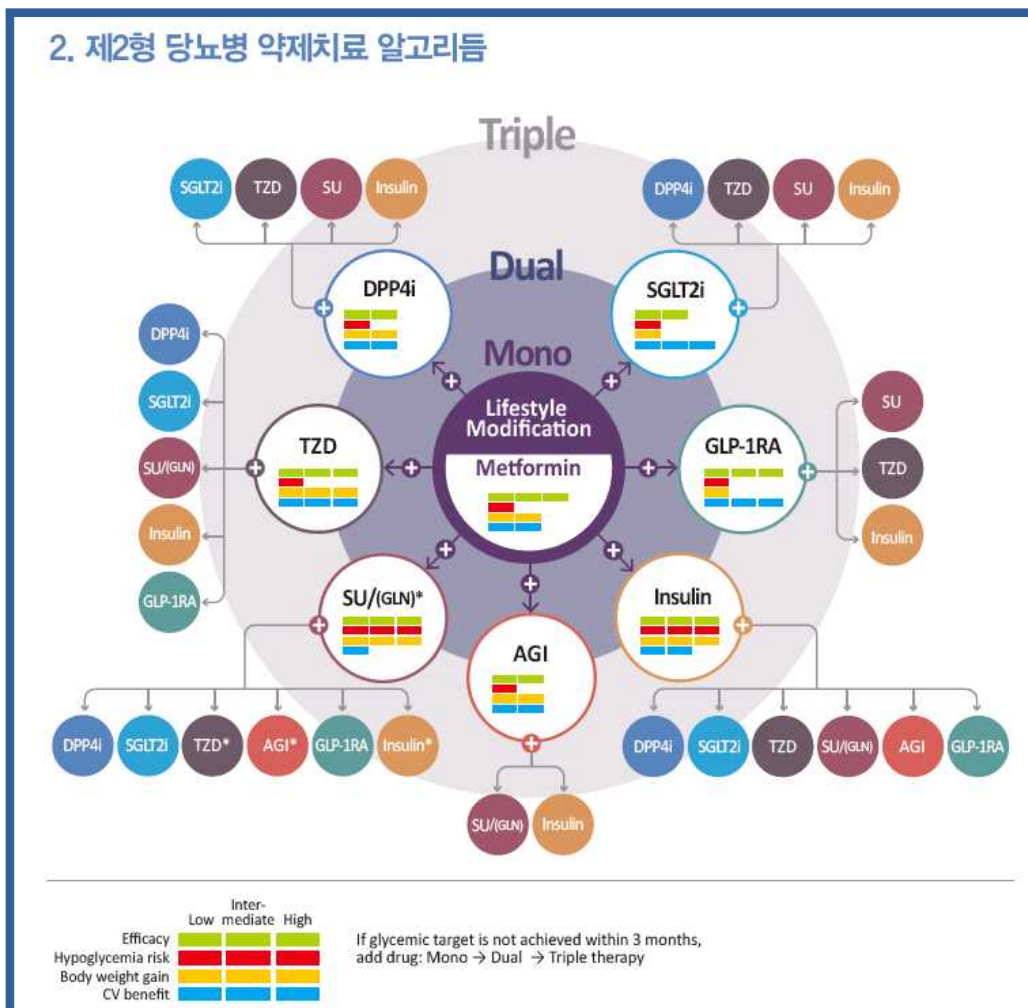 2. 제2형 당뇨병 약제치료 알고리듬
Triple
SGLT2i TZD SU Insulin
DPP4i TZD SU Insulin
Dual
DPP4i
SGLT2i
Mono
DPP4i
SGLT2i
SU/(GLN)
Insulin
GLP-1RA
TZD
Lifestyle
Modification
Metformin
GLP-1RA
SU
TZD
Insulin
SU/(GLN)*
AGI
Insulin
DPP4i SGLT2i TZD* AGI* GLP-1RA Insulin*
SU/(GLN) Insulin
DPP4i SGLT2i TZD SU/(GLN) AGI GLP-1RA
Low Inter-mediate High
Efficacy
Hypoglycemia risk
Body weight gain
CV benefit
If glycemic target is not achieved within 3 months,
add drug: Mono → Dual → Triple therapy